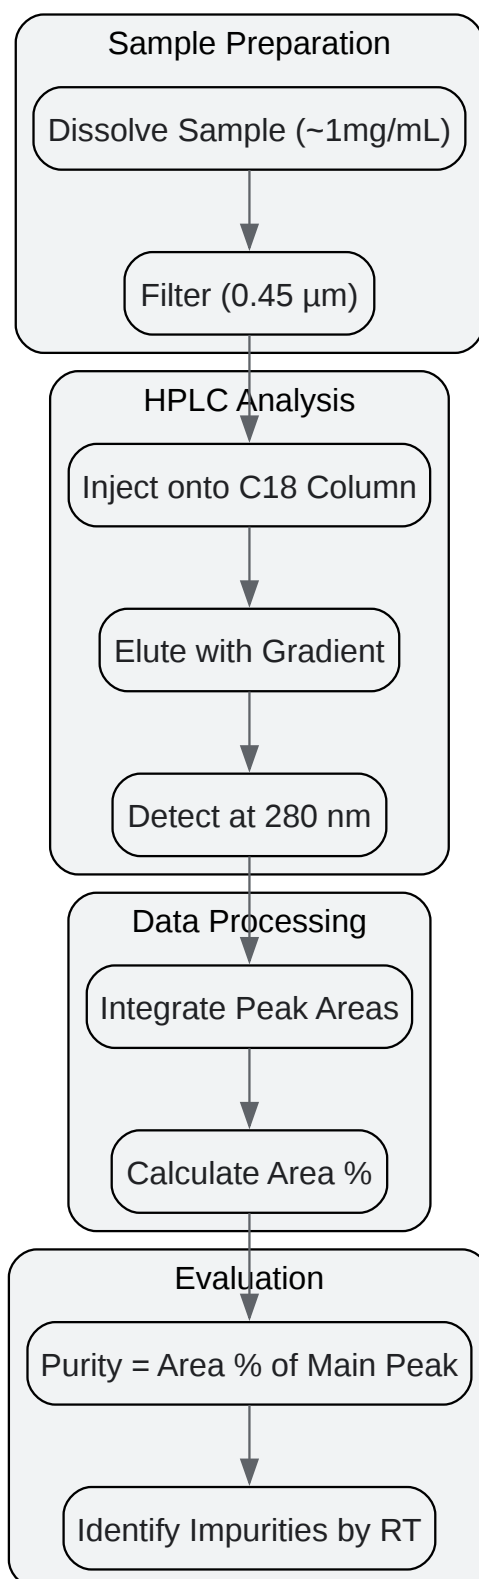 Sample Preparation
Dissolve Sample (~1mg/mL)
Filter (0.45 µm)
HPLC Analysis
Inject onto C18 Column
Elute with Gradient
Detect at 280 nm
Data Processing
Integrate Peak Areas
Calculate Area %
Evaluation
Purity = Area % of Main Peak
Identify Impurities by RT